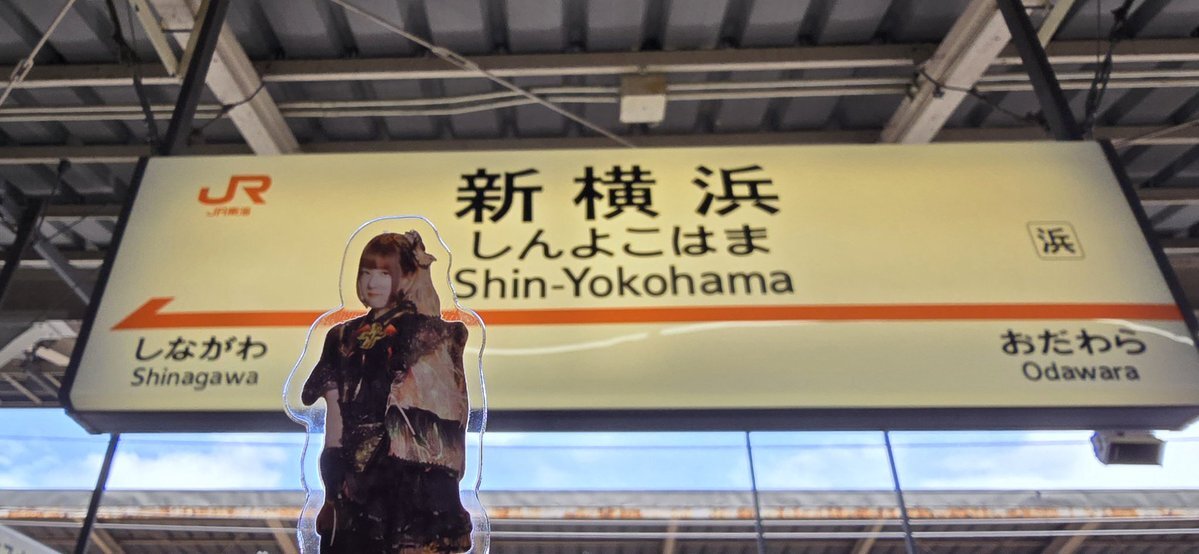 JR
JR東海
新横浜
しんよこはま
Shin-Yokohama
浜
しながわ
Shinagawa
おだわら
Odawara